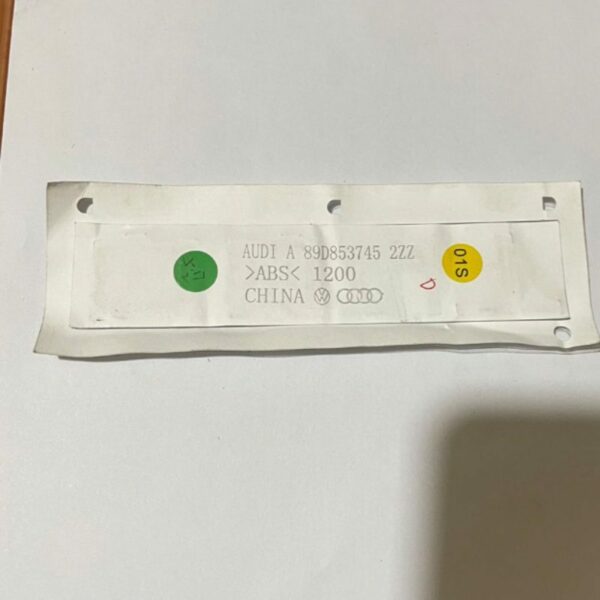 AUDI A 89D853745 2ZZ
>ABS< 1200
CHINA
01S
D